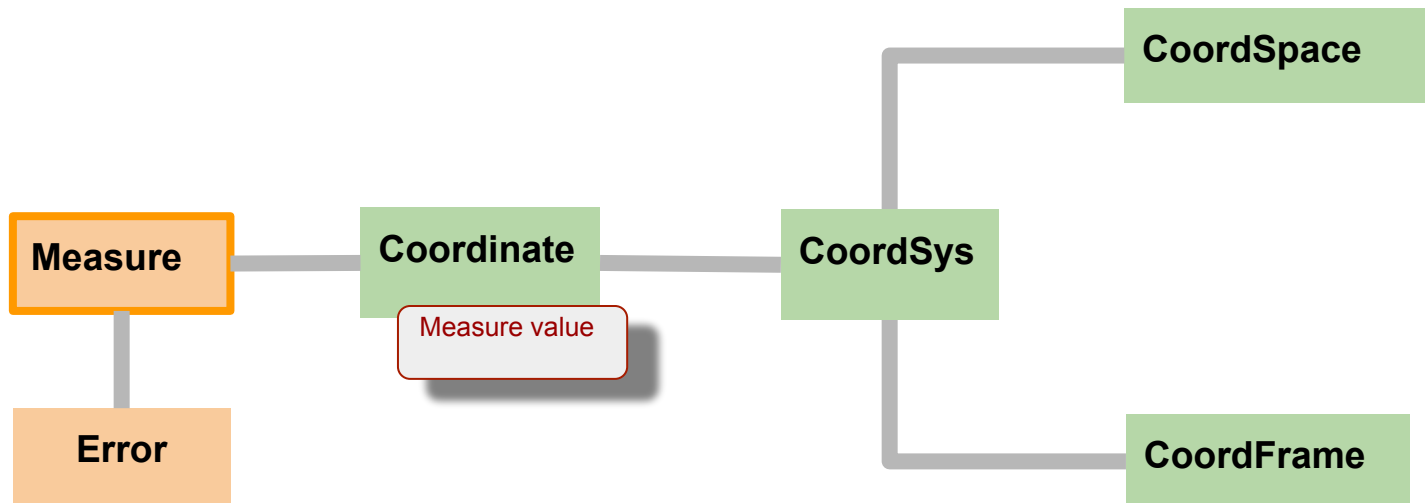 CoordSpace
Measure
Coordinate
CoordSys
Measure value
Error
CoordFrame